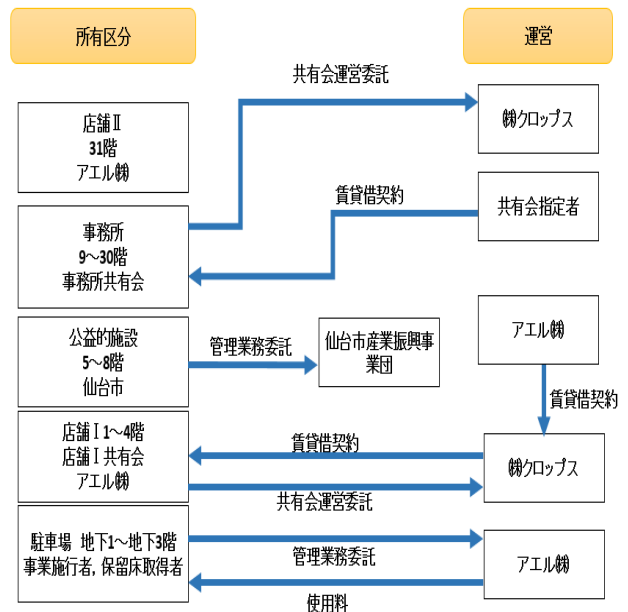 所有区分
運営
共有会運営委託
店舗Ⅱ
31階
アエル㈱
㈱クロップス
賃貸借契約
共有会指定者
事務所
9～30階
事務所共有会
公益的施設
5～8階
仙台市
管理業務委託
仙台市産業振興事
業団
アエル㈱
賃貸借契約
店舗Ⅰ1～4階
店舗Ⅰ共有会
アエル㈱
賃貸借契約
㈱クロップス
共有会運営委託
駐車場 地下1～地下3階
事業施行者，保留床取得者
管理業務委託
アエル㈱
使用料